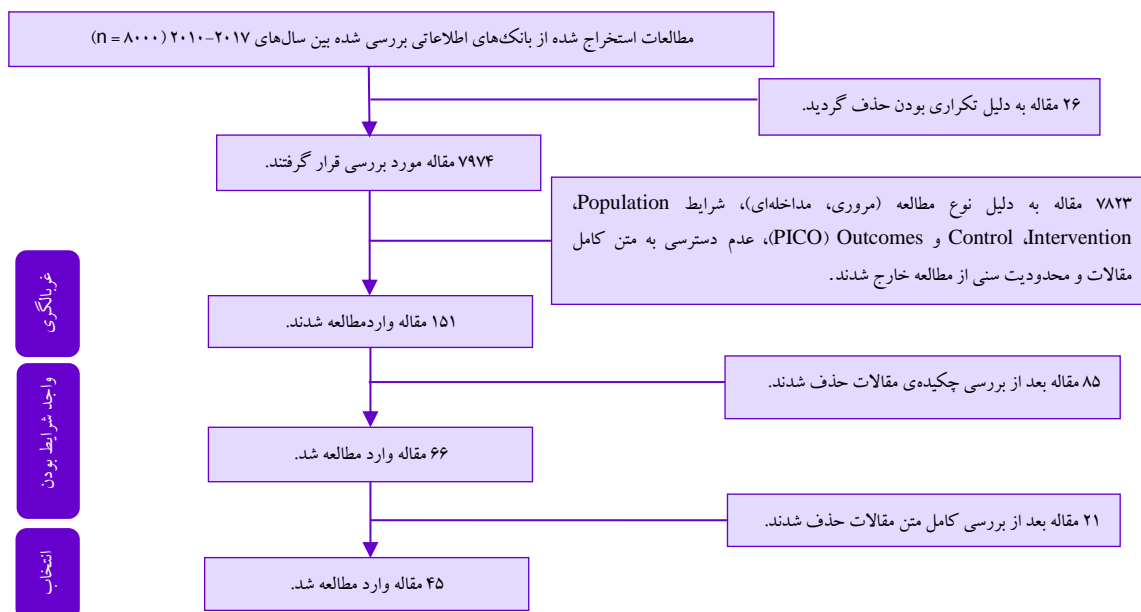 مطالعات استخراج شده از بانک‌های اطلاعاتی بررسی شده بین سال‌های ۲۰۱۷-۲۰۱۰ (n = ۸۰۰۰)
۲۶ مقاله به دلیل تکراری بودن حذف گردید.
۷۹۷۴ مقاله مورد بررسی قرار گرفتند.
۷۸۲۳ مقاله به دلیل نوع مطالعه (مروری، مداخله‌ای)، شرایط Population،
Intervention، Control و Outcomes (PICO)، عدم دسترسی به متن کامل
مقالات و محدودیت سنی از مطالعه خارج شدند.
غربالگری
۱۵۱ مقاله واردمطالعه شدند.
۸۵ مقاله بعد از بررسی چکیده‌ی مقالات حذف شدند.
واجد شرایط بودن
۶۶ مقاله وارد مطالعه شد.
۲۱ مقاله بعد از بررسی کامل متن مقالات حذف شدند.
انتخاب
۴۵ مقاله وارد مطالعه شد.